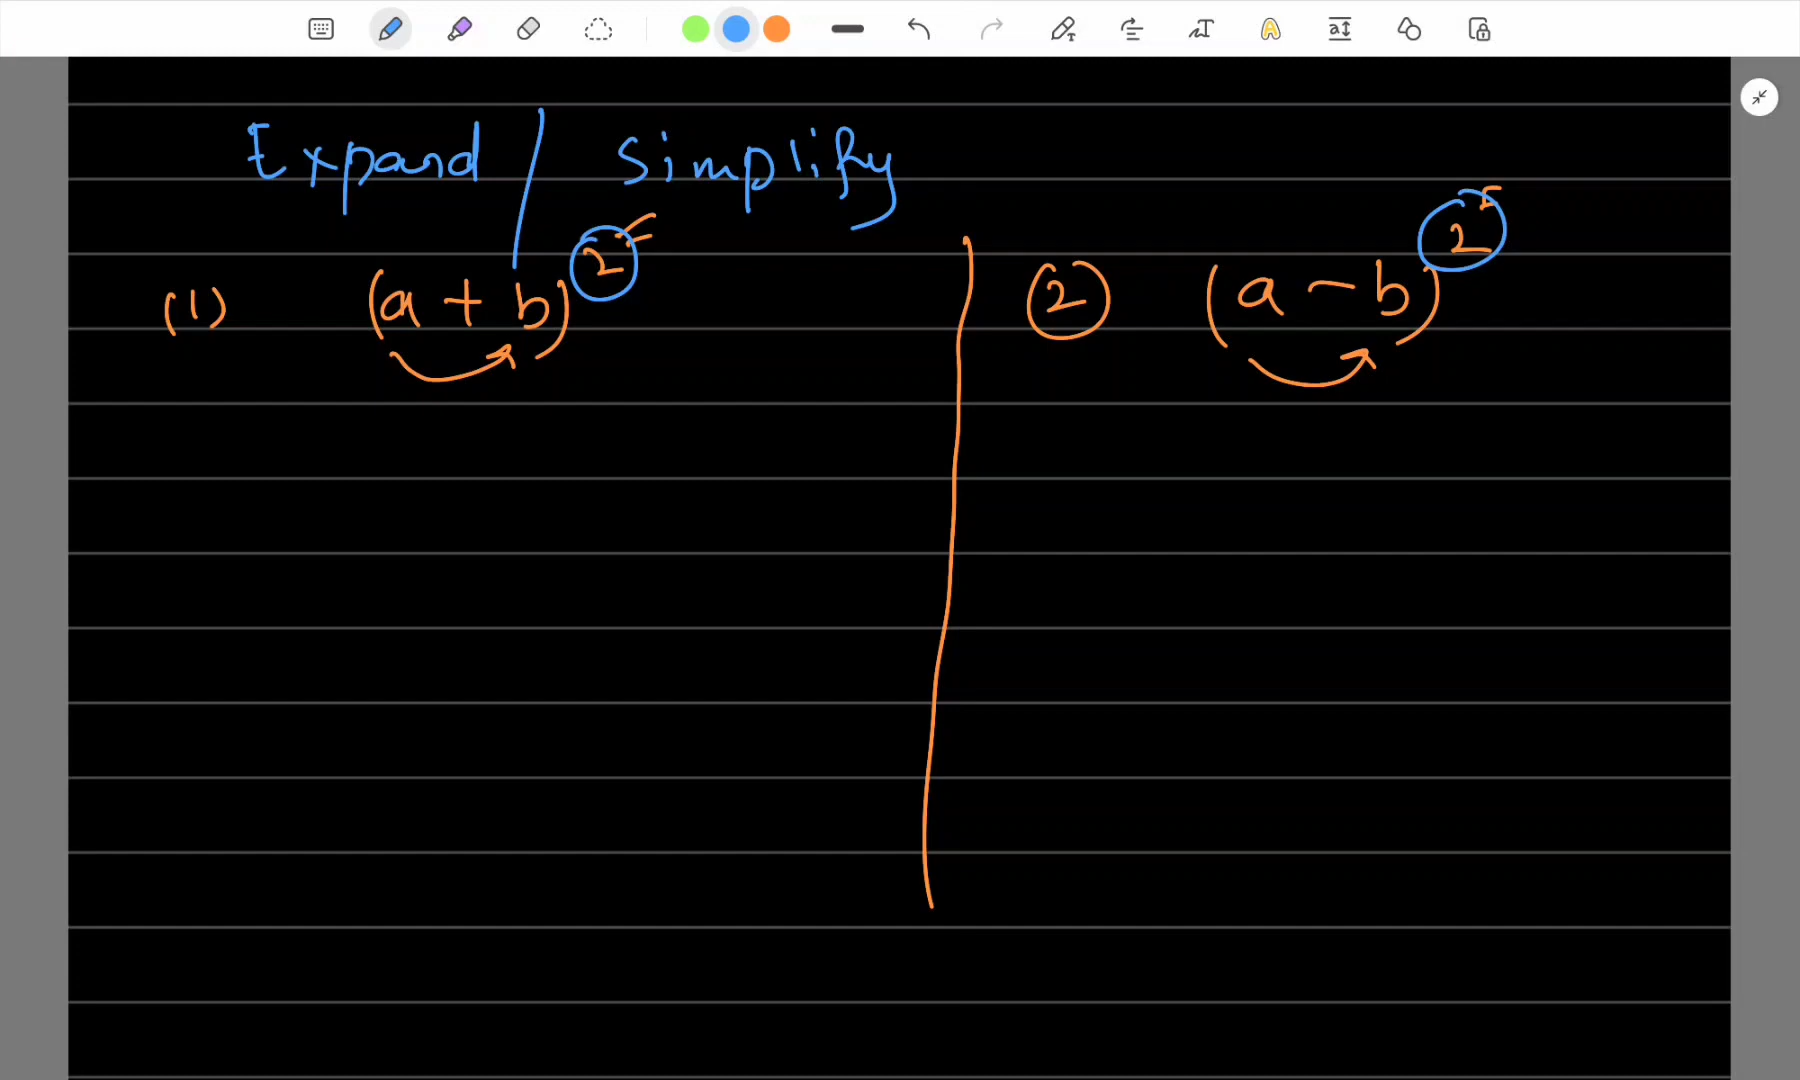 Expand / Simplify
(1) (a + b)²
② (a - b)²